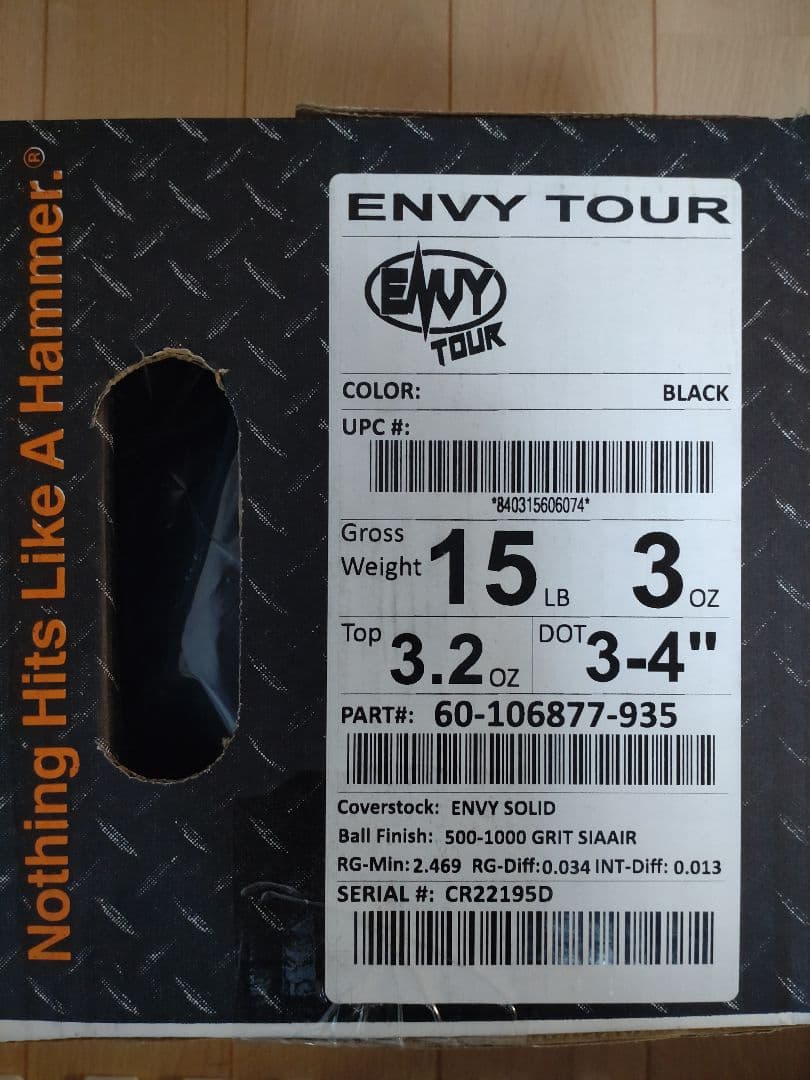 Nothing Hits Like A Hammer.®
ENVY TOUR
ENVY
TOUR
COLOR: BLACK
UPC #:
*840315606074*
Gross Weight 15 LB 3 OZ
Top 3.2 OZ DOT 3-4"
PART#: 60-106877-935
Coverstock: ENVY SOLID
Ball Finish: 500-1000 GRIT SIAAIR
RG-Min: 2.469 RG-Diff: 0.034 INT-Diff: 0.013
SERIAL #: CR22195D